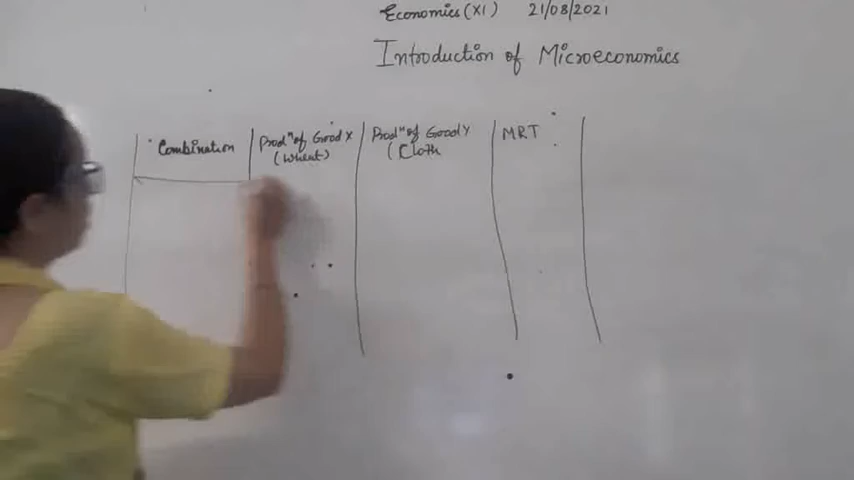 Economics (XI) 21/08/2021
Introduction of Microeconomics
Combination
Prodⁿ of Good X
(Wheat)
Prodⁿ of Good Y
(Cloth
MRT